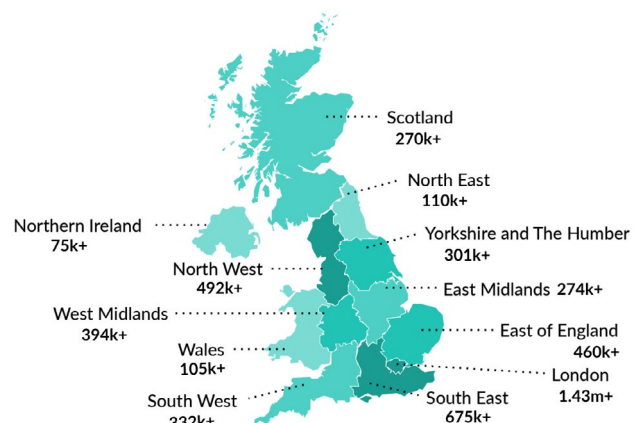 Scotland
270k+
North East
110k+
Northern Ireland
75k+
Yorkshire and The Humber
301k+
North West
492k+
East Midlands 274k+
West Midlands
394k+
East of England
460k+
Wales
105k+
London
1.43m+
South West
332k+
South East
675k+